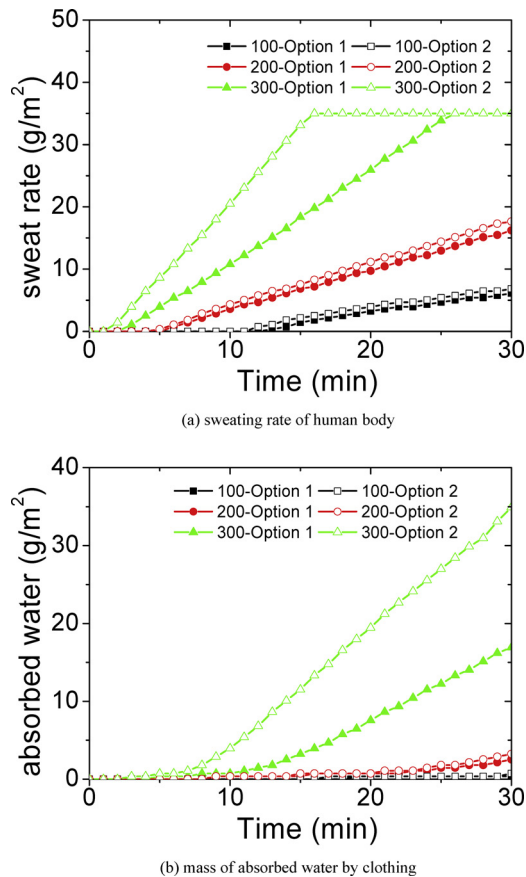 40
35
30
20
10
0
0
10
20
30
sweat rate (g/m²)
100-Option 1
100-Option 2
200-Option 1
200-Option 2
300-Option 1
300-Option 2
Time (min)
(a) sweating rate of human body
40
30
20
10
0
0
10
20
30
absorbed water (g/m²)
100-Option 1
100-Option 2
200-Option 1
200-Option 2
300-Option 1
300-Option 2
Time (min)
(b) mass of absorbed water by clothing